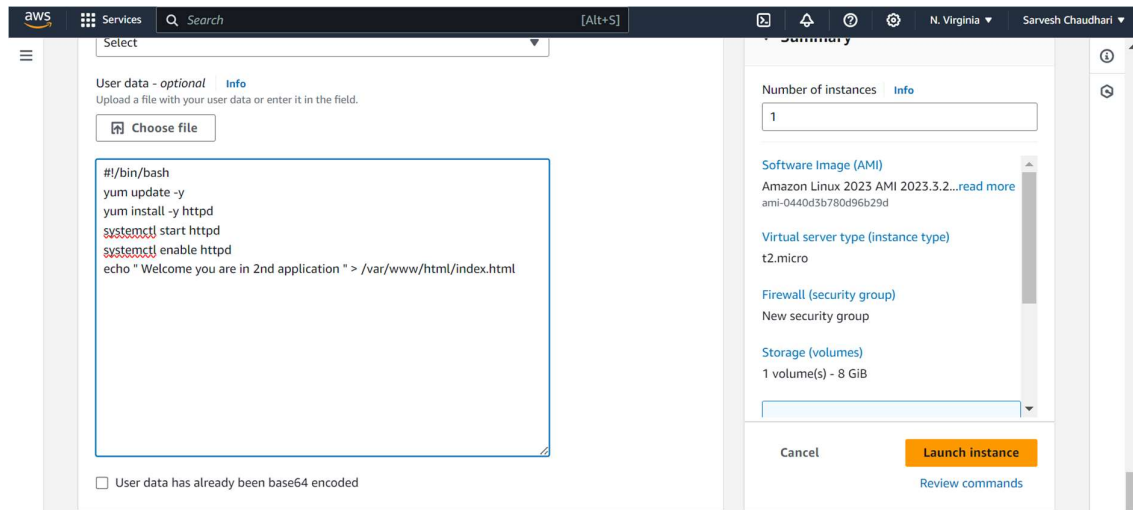 aws
Services
Search
[Alt+S]
N. Virginia
Sarvesh Chaudhari
Select
User data - optional
Info
Upload a file with your user data or enter it in the field.
Choose file
#!/bin/bash
yum update -y
yum install -y httpd
systemctl start httpd
systemctl enable httpd
echo " Welcome you are in 2nd application " > /var/www/html/index.html
User data has already been base64 encoded
Summary
Number of instances
Info
1
Software Image (AMI)
Amazon Linux 2023 AMI 2023.3.2...read more
ami-0440d3b780d96b29d
Virtual server type (instance type)
t2.micro
Firewall (security group)
New security group
Storage (volumes)
1 volume(s) - 8 GiB
Cancel
Launch instance
Review commands